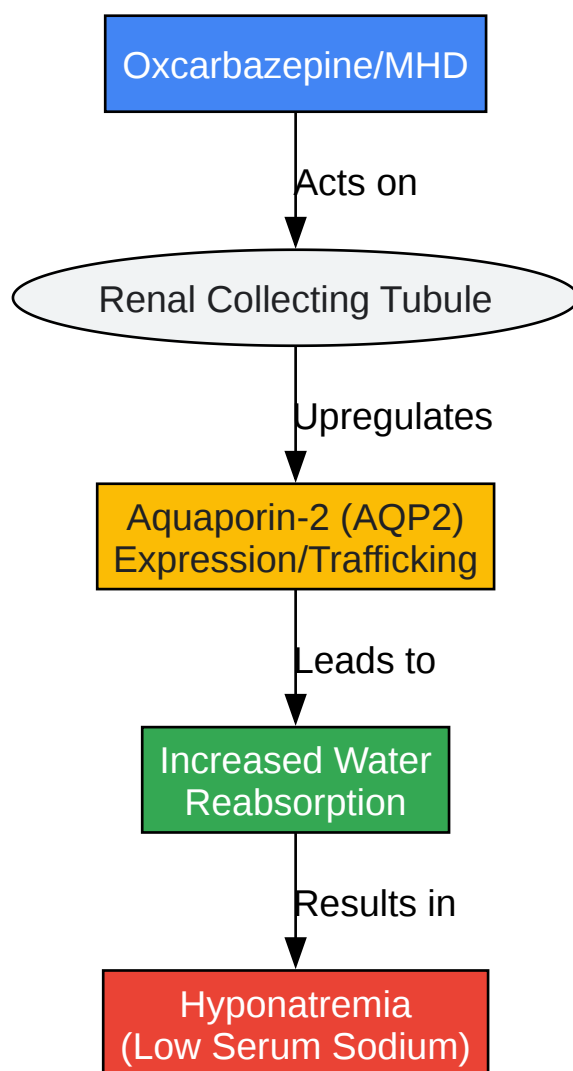 Oxcarbazepine/MHD
Acts on
Renal Collecting Tubule
Upregulates
Aquaporin-2 (AQP2)
Expression/Trafficking
Leads to
Increased Water
Reabsorption
Results in
Hyponatremia
(Low Serum Sodium)